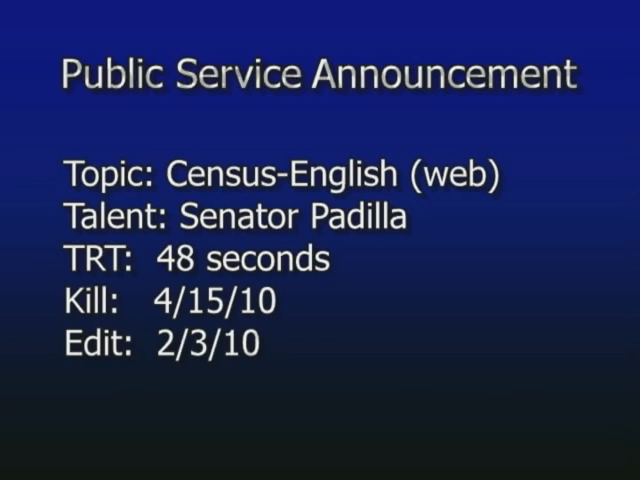 Public Service Announcement
Topic: Census-English (web)
Talent: Senator Padilla
TRT: 48 seconds
Kill: 4/15/10
Edit: 2/3/10